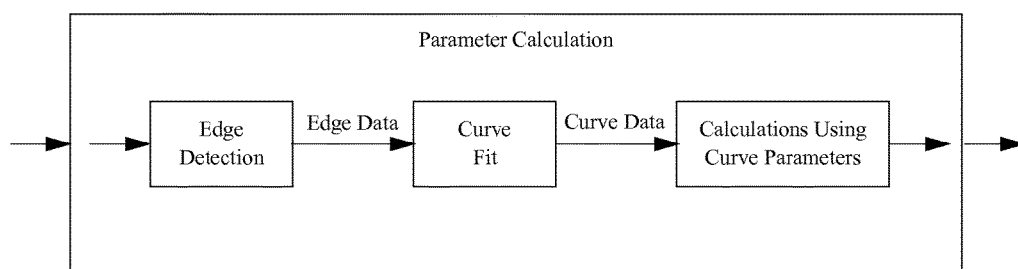 Parameter Calculation
Edge
Detection
Edge Data
Curve
Fit
Curve Data
Calculations Using
Curve Parameters